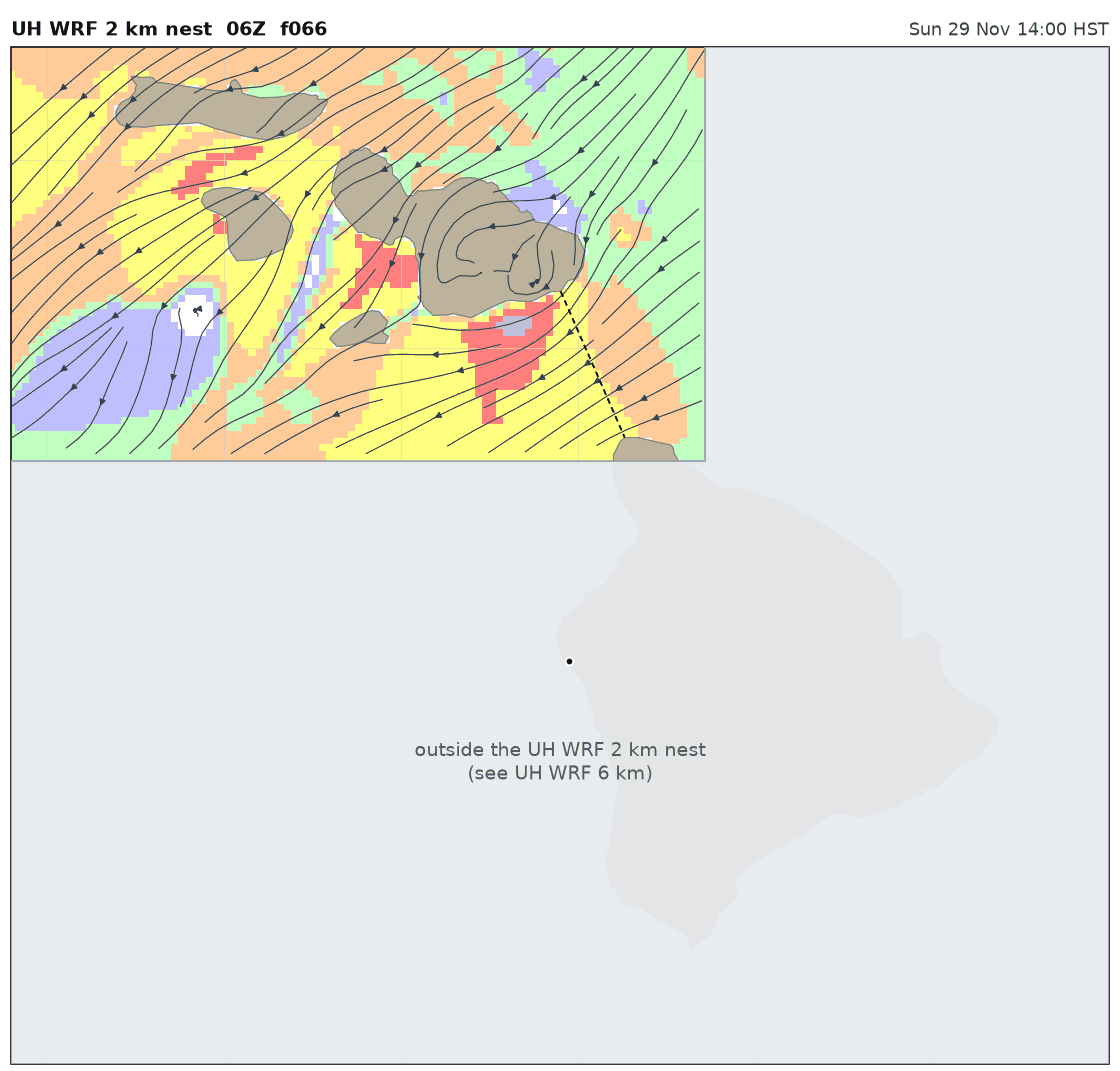 UH WRF 2 km nest  06Z  f066
Sun 29 Nov 14:00 HST
outside the UH WRF 2 km nest
(see UH WRF 6 km)